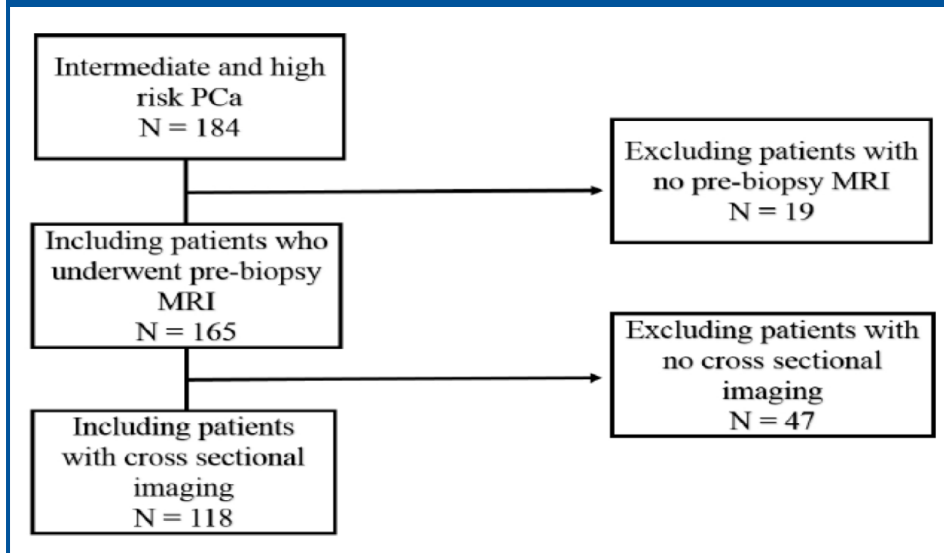 Intermediate and high
risk PCa
N = 184
Excluding patients with
no pre-biopsy MRI
N = 19
Including patients who
underwent pre-biopsy
MRI
N = 165
Excluding patients with
no cross sectional
imaging
N = 47
Including patients
with cross sectional
imaging
N = 118